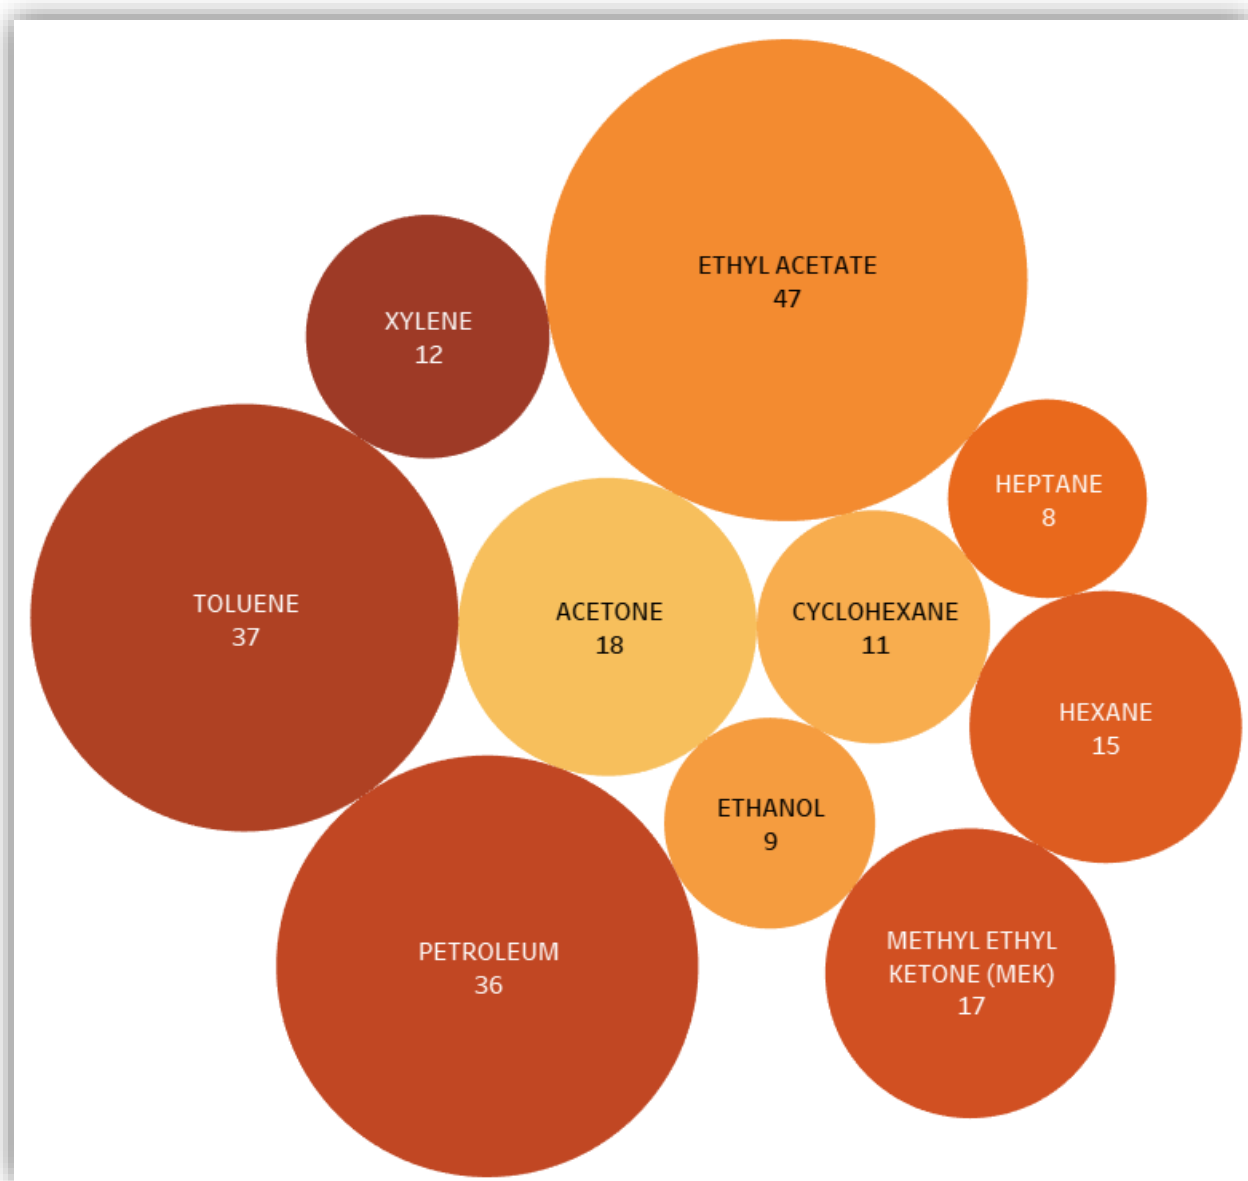 ETHYL ACETATE
47
XYLENE
12
HEPTANE
8
TOLUENE
37
ACETONE
18
CYCLOHEXANE
11
HEXANE
15
ETHANOL
9
PETROLEUM
36
METHYL ETHYL
KETONE (MEK)
17